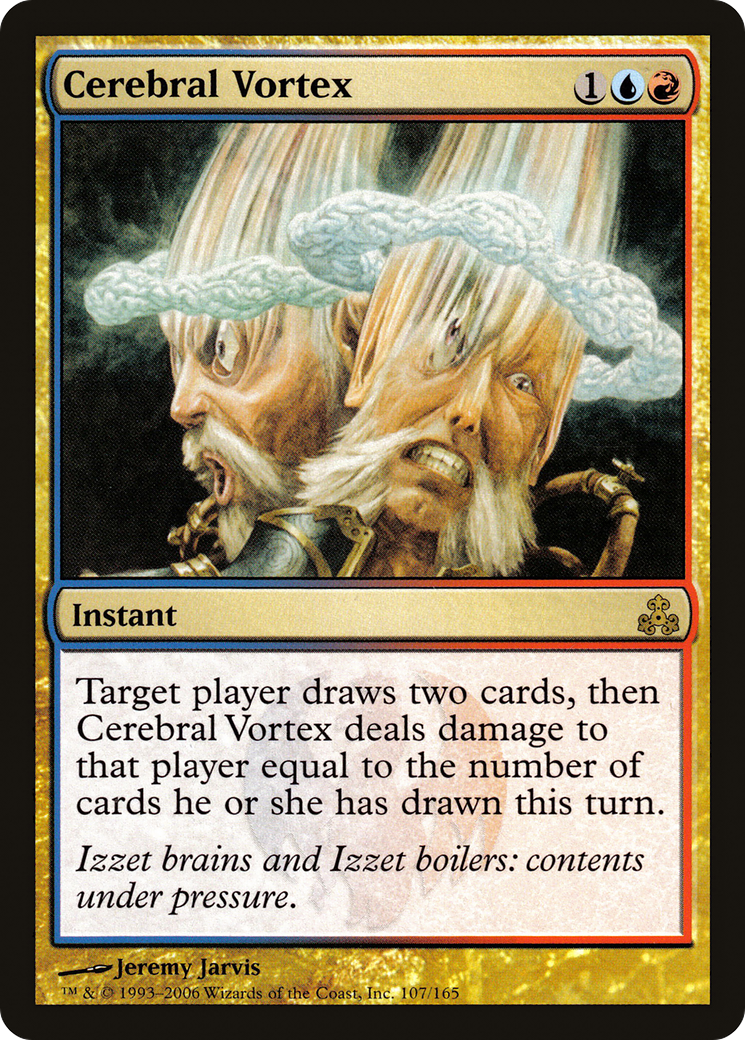 Cerebral Vortex
1
Instant
Target player draws two cards, then
Cerebral Vortex deals damage to
that player equal to the number of
cards he or she has drawn this turn.
Izzet brains and Izzet boilers: contents
under pressure.
Jeremy Jarvis
™ & © 1993–2006 Wizards of the Coast, Inc. 107/165